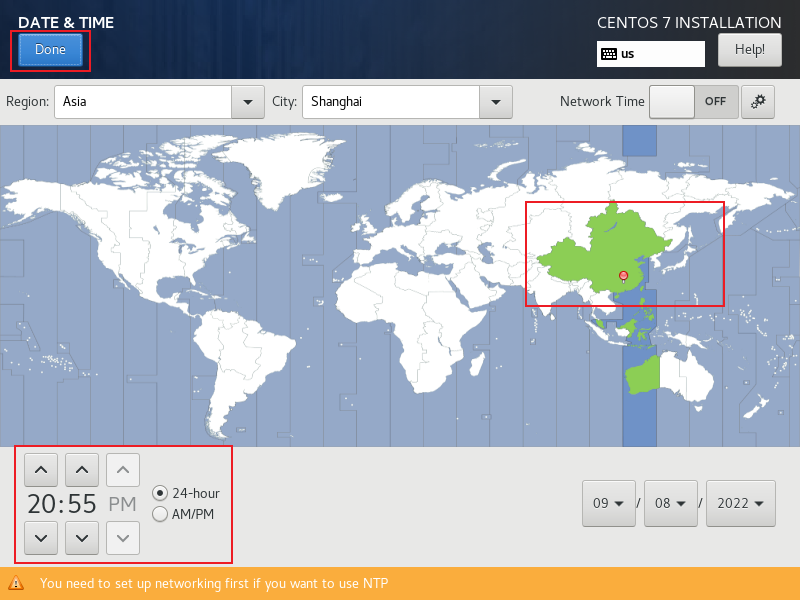 DATE & TIME
CENTOS 7 INSTALLATION
Done
us
Help!
Region: Asia City: Shanghai Network Time OFF
20:55 PM
24-hour
AM/PM
09 / 08 / 2022
You need to set up networking first if you want to use NTP